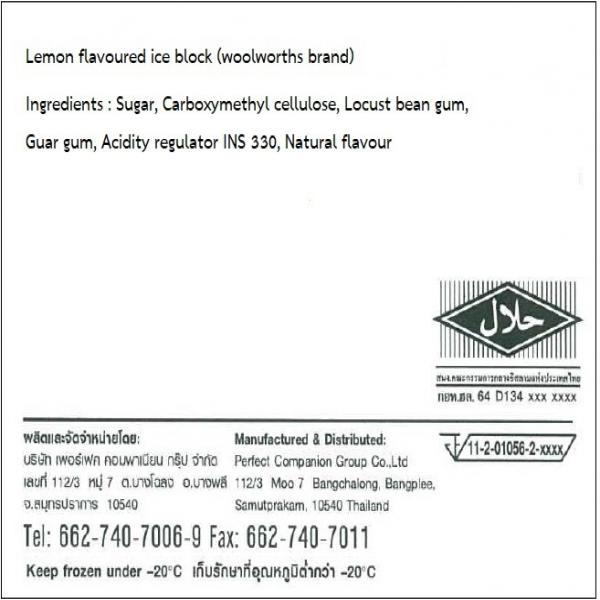 Lemon flavoured ice block (woolworths brand)
Ingredients : Sugar, Carboxymethyl cellulose, Locust bean gum,
Guar gum, Acidity regulator INS 330, Natural flavour
حلال
สนง.คณะกรรมการกลางอิสลามแห่งประเทศไทย
กอท.ฮล. 64 D134 xxx xxxx
ผลิตและจัดจำหน่ายโดย:
บริษัท เพอร์เฟค คอมพาเนียน กรุ๊ป จำกัด
เลขที่ 112/3 หมู่ 7 ต.บางโฉลง อ.บางพลี
จ.สมุทรปราการ 10540
Manufactured & Distributed:
Perfect Companion Group Co.,Ltd
112/3 Moo 7 Bangchalong, Bangplee,
Samutprakam, 10540 Thailand
11-2-01056-2-xxxx
Tel: 662-740-7006-9 Fax: 662-740-7011
Keep frozen under -20°C เก็บรักษาที่อุณหภูมิต่ำกว่า -20°C